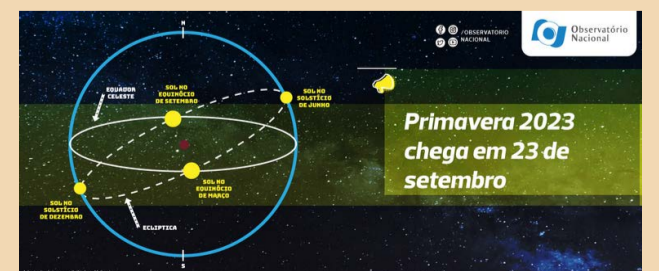 N
EQUADOR
CELESTE
SOL NO
EQUINÓCIO
DE SETEMBRO
SOL NO
SOLSTÍCIO
DE JUNHO
SOL NO
SOLSTÍCIO
DE DEZEMBRO
SOL NO
EQUINÓCIO
DE MARÇO
ECLIPTICA
S
/OBSERVATORIO
NACIONAL
Observatório
Nacional
Primavera 2023
chega em 23 de
setembro